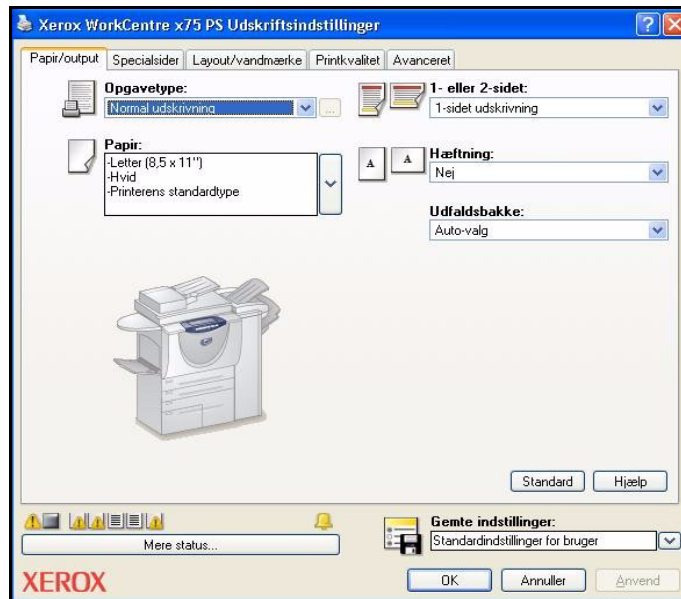 Xerox WorkCentre x75 PS Udskriftsindstillinger
Papir/output Specialsider Layout/vandmærke Printkvalitet Avanceret
Opgavetype:
Normal udskrivning
...
1- eller 2-sidet:
1-sidet udskrivning
Papir:
-Letter (8,5 x 11")
-Hvid
-Printerens standardtype
A A
Hæftning:
Nej
Udfaldsbakke:
Auto-valg
Standard Hjælp
Mere status...
Gemte indstillinger:
Standardindstillinger for bruger
XEROX
OK Annuller Anvend